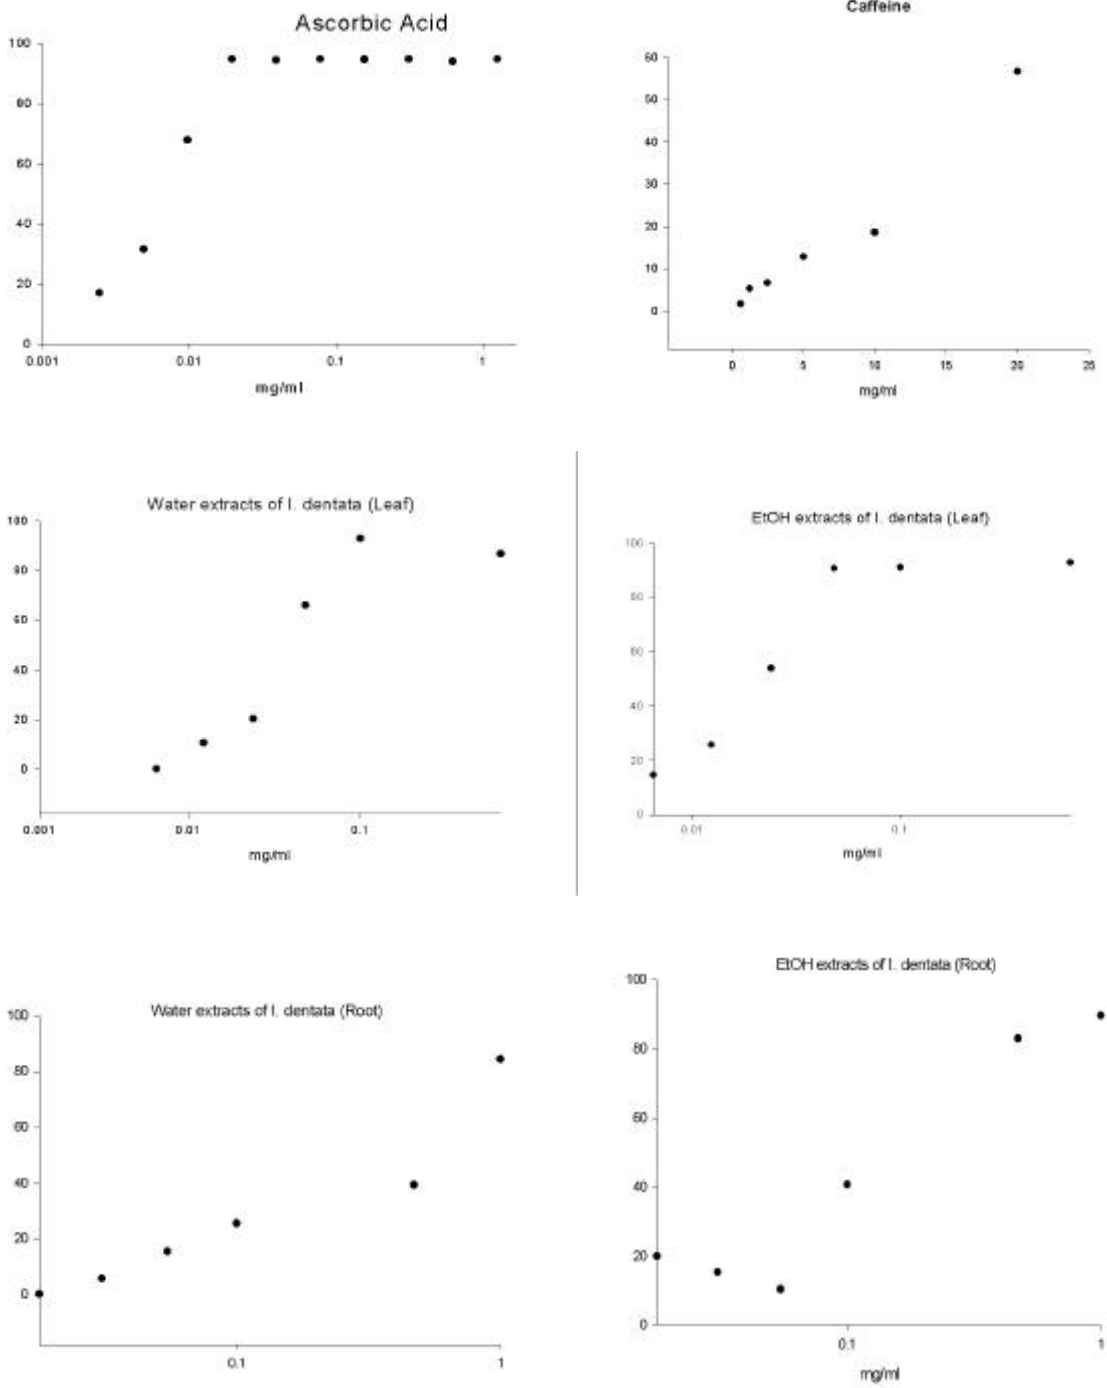 Ascorbic Acid
100
80
60
40
20
0
0.001 0.01 0.1 1
mg/ml
Caffeine
60
50
40
30
20
10
0
0 5 10 15 20 25
mg/ml
Water extracts of I. dentata (Leaf)
100
80
60
40
20
0
0.001 0.01 0.1
mg/ml
EtOH extracts of I. dentata (Leaf)
100
80
60
40
20
0
0.01 0.1
mg/ml
Water extracts of I. dentata (Root)
100
80
60
40
20
0
0.1 1
EtOH extracts of I. dentata (Root)
100
80
60
40
20
0
0.1 1
mg/ml